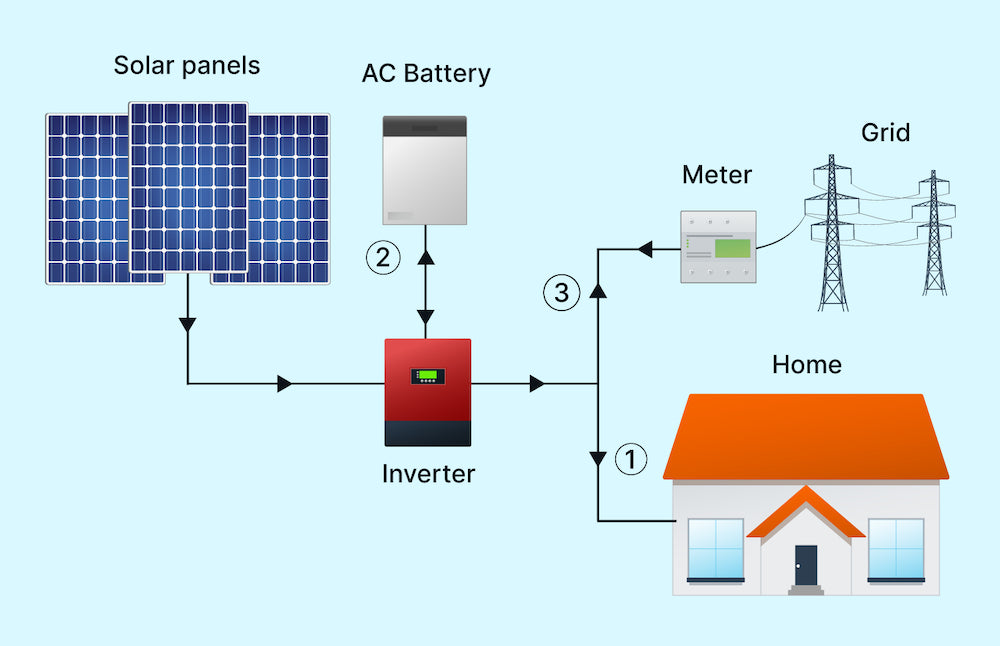 Solar panels
AC Battery
Grid
Meter
2
3
Home
1
Inverter